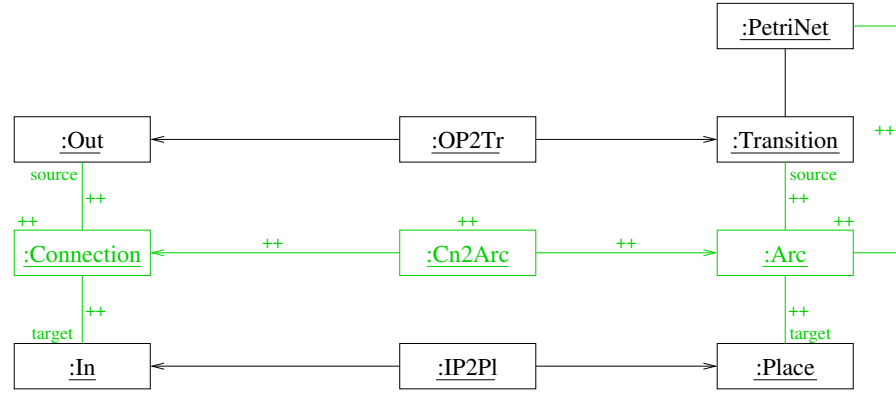 :PetriNet
:Out
:OP2Tr
:Transition
++
source
++
source
++
++
++
++
:Connection
++
:Cn2Arc
++
:Arc
++
++
target
target
:In
:IP2Pl
:Place